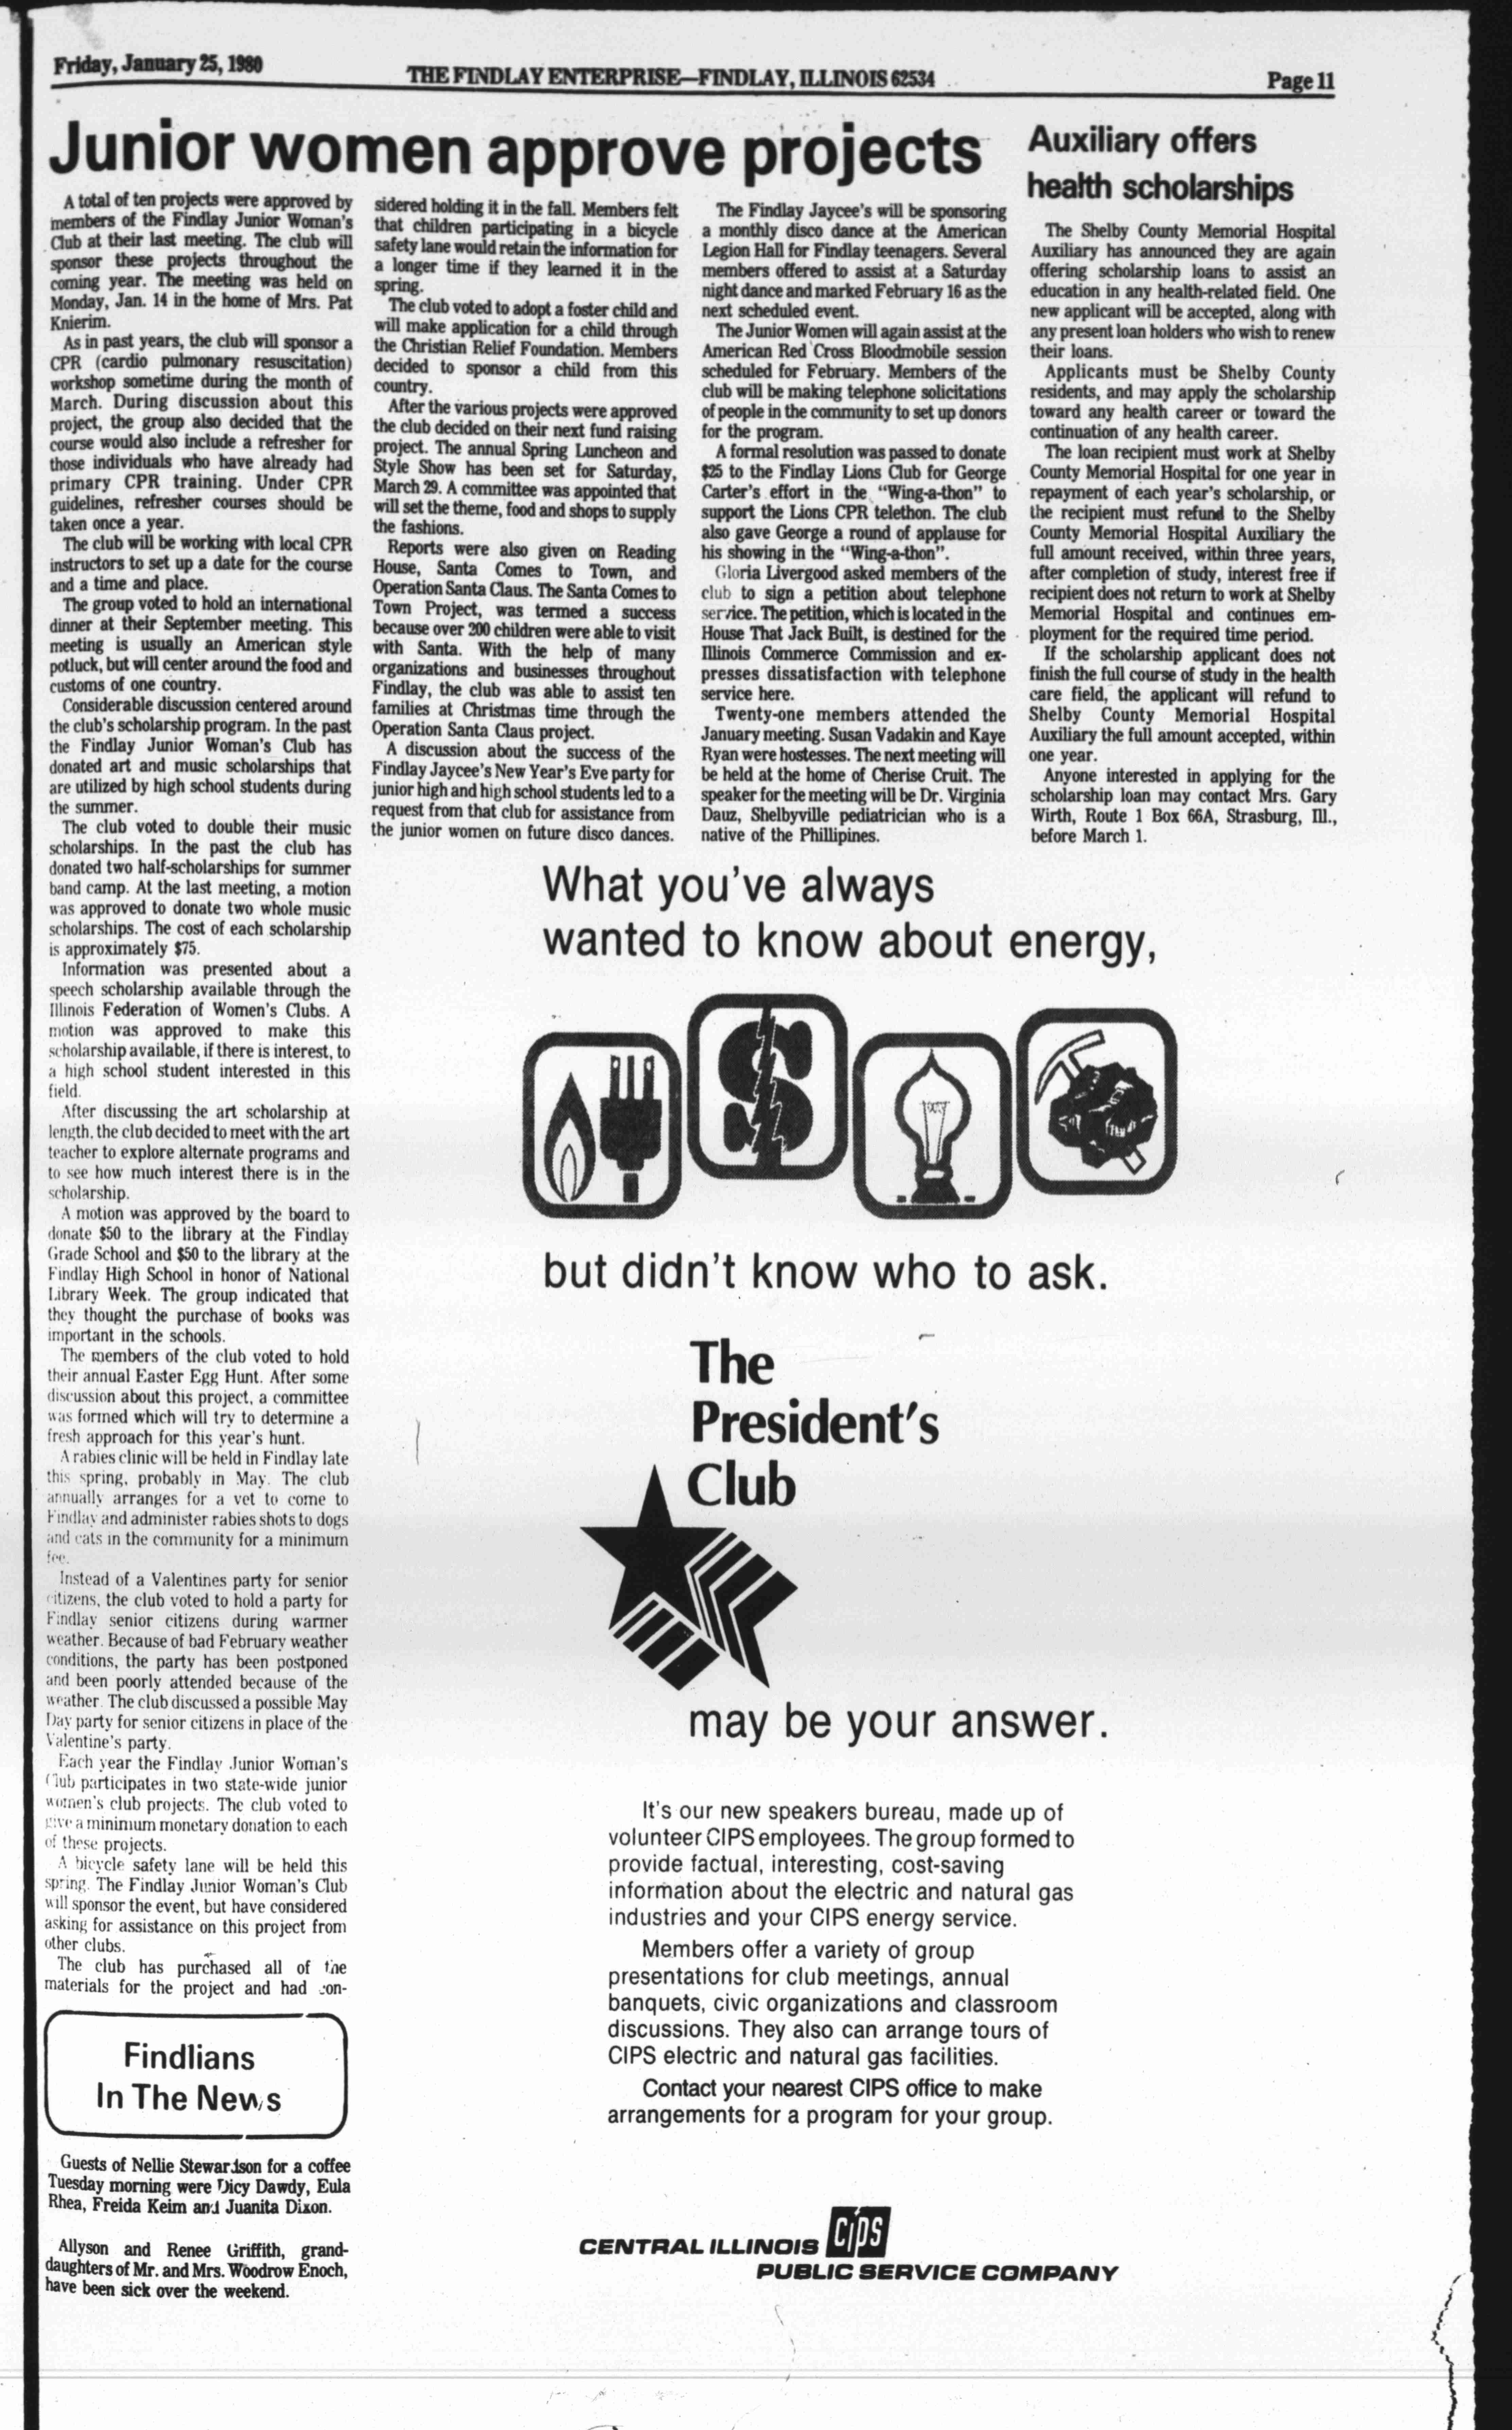 Friday, January 25, 1980
THE FINDLAY ENTERPRISE—FINDLAY, ILLINOIS 62534
Page 11
Junior women approve projects
A total of ten projects were approved by
members of the Findlay Junior Woman's
Club at their last meeting. The club will
sponsor these projects throughout the
coming year. The meeting was held on
Monday, Jan. 14 in the home of Mrs. Pat
Knierim.
As in past years, the club will sponsor a
CPR (cardio pulmonary resuscitation)
workshop sometime during the month of
March. During discussion about this
project, the group also decided that the
course would also include a refresher for
those individuals who have already had
primary CPR training. Under CPR
guidelines, refresher courses should be
taken once a year.
The club will be working with local CPR
instructors to set up a date for the course
and a time and place.
The group voted to hold an international
dinner at their September meeting. This
meeting is usually an American style
potluck, but will center around the food and
customs of one country.
Considerable discussion centered around
the club's scholarship program. In the past
the Findlay Junior Woman's Club has
donated art and music scholarships that
are utilized by high school students during
the summer.
The club voted to double their music
scholarships. In the past the club has
donated two half-scholarships for summer
band camp. At the last meeting, a motion
was approved to donate two whole music
scholarships. The cost of each scholarship
is approximately $75.
Information was presented about a
speech scholarship available through the
Illinois Federation of Women's Clubs. A
motion was approved to make this
scholarship available, if there is interest, to
a high school student interested in this
field.
After discussing the art scholarship at
length, the club decided to meet with the art
teacher to explore alternate programs and
to see how much interest there is in the
scholarship.
A motion was approved by the board to
donate $50 to the library at the Findlay
Grade School and $50 to the library at the
Findlay High School in honor of National
Library Week. The group indicated that
they thought the purchase of books was
important in the schools.
The members of the club voted to hold
their annual Easter Egg Hunt. After some
discussion about this project, a committee
was formed which will try to determine a
fresh approach for this year's hunt.
A rabies clinic will be held in Findlay late
this spring, probably in May. The club
annually arranges for a vet to come to
Findlay and administer rabies shots to dogs
and cats in the community for a minimum
fee.
Instead of a Valentines party for senior
citizens, the club voted to hold a party for
Findlay senior citizens during warmer
weather. Because of bad February weather
conditions, the party has been postponed
and been poorly attended because of the
weather. The club discussed a possible May
Day party for senior citizens in place of the
Valentine's party.
Each year the Findlay Junior Woman's
Club participates in two state-wide junior
women's club projects. The club voted to
give a minimum monetary donation to each
of these projects.
A bicycle safety lane will be held this
spring. The Findlay Junior Woman's Club
will sponsor the event, but have considered
asking for assistance on this project from
other clubs.
The club has purchased all of the
materials for the project and had con-
sidered holding it in the fall. Members felt
that children participating in a bicycle
safety lane would retain the information for
a longer time if they learned it in the
spring.
The club voted to adopt a foster child and
will make application for a child through
the Christian Relief Foundation. Members
decided to sponsor a child from this
country.
After the various projects were approved
the club decided on their next fund raising
project. The annual Spring Luncheon and
Style Show has been set for Saturday,
March 29. A committee was appointed that
will set the theme, food and shops to supply
the fashions.
Reports were also given on Reading
House, Santa Comes to Town, and
Operation Santa Claus. The Santa Comes to
Town Project, was termed a success
because over 200 children were able to visit
with Santa. With the help of many
organizations and businesses throughout
Findlay, the club was able to assist ten
families at Christmas time through the
Operation Santa Claus project.
A discussion about the success of the
Findlay Jaycee's New Year's Eve party for
junior high and high school students led to a
request from that club for assistance from
the junior women on future disco dances.
The Findlay Jaycee's will be sponsoring
a monthly disco dance at the American
Legion Hall for Findlay teenagers. Several
members offered to assist at a Saturday
night dance and marked February 16 as the
next scheduled event.
The Junior Women will again assist at the
American Red Cross Bloodmobile session
scheduled for February. Members of the
club will be making telephone solicitations
of people in the community to set up donors
for the program.
A formal resolution was passed to donate
$25 to the Findlay Lions Club for George
Carter's effort in the "Wing-a-thon" to
support the Lions CPR telethon. The club
also gave George a round of applause for
his showing in the "Wing-a-thon".
Gloria Livergood asked members of the
club to sign a petition about telephone
service. The petition, which is located in the
House That Jack Built, is destined for the
Illinois Commerce Commission and ex-
presses dissatisfaction with telephone
service here.
Twenty-one members attended the
January meeting. Susan Vadakin and Kaye
Ryan were hostesses. The next meeting will
be held at the home of Cherise Cruit. The
speaker for the meeting will be Dr. Virginia
Dauz, Shelbyville pediatrician who is a
native of the Phillipines.
Auxiliary offers
health scholarships
The Shelby County Memorial Hospital
Auxiliary has announced they are again
offering scholarship loans to assist an
education in any health-related field. One
new applicant will be accepted, along with
any present loan holders who wish to renew
their loans.
Applicants must be Shelby County
residents, and may apply the scholarship
toward any health career or toward the
continuation of any health career.
The loan recipient must work at Shelby
County Memorial Hospital for one year in
repayment of each year's scholarship, or
the recipient must refund to the Shelby
County Memorial Hospital Auxiliary the
full amount received, within three years,
after completion of study, interest free if
recipient does not return to work at Shelby
Memorial Hospital and continues em-
ployment for the required time period.
If the scholarship applicant does not
finish the full course of study in the health
care field, the applicant will refund to
Shelby County Memorial Hospital
Auxiliary the full amount accepted, within
one year.
Anyone interested in applying for the
scholarship loan may contact Mrs. Gary
Wirth, Route 1 Box 66A, Strasburg, Ill.,
before March 1.
Findlians
In The News
Guests of Nellie Stewardson for a coffee
Tuesday morning were Dicy Dawdy, Eula
Rhea, Freida Keim and Juanita Dixon.
Allyson and Renee Griffith, grand-
daughters of Mr. and Mrs. Woodrow Enoch,
have been sick over the weekend.
What you've always
wanted to know about energy,
$
but didn't know who to ask.
The
President's
Club
may be your answer.
It's our new speakers bureau, made up of
volunteer CIPS employees. The group formed to
provide factual, interesting, cost-saving
information about the electric and natural gas
industries and your CIPS energy service.
Members offer a variety of group
presentations for club meetings, annual
banquets, civic organizations and classroom
discussions. They also can arrange tours of
CIPS electric and natural gas facilities.
Contact your nearest CIPS office to make
arrangements for a program for your group.
CENTRAL ILLINOIS CIPS
PUBLIC SERVICE COMPANY